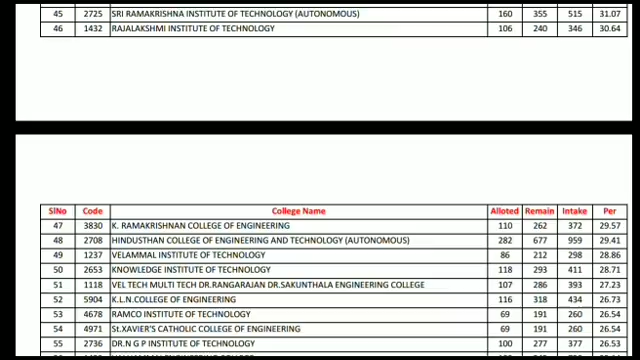 45 2725 SRI RAMAKRISHNA INSTITUTE OF TECHNOLOGY (AUTONOMOUS) 160 355 515 31.07
46 1432 RAJALAKSHMI INSTITUTE OF TECHNOLOGY 106 240 346 30.64
SlNo Code College Name Alloted Remain Intake Per
47 3830 K. RAMAKRISHNAN COLLEGE OF ENGINEERING 110 262 372 29.57
48 2708 HINDUSTHAN COLLEGE OF ENGINEERING AND TECHNOLOGY (AUTONOMOUS) 282 677 959 29.41
49 1237 VELAMMAL INSTITUTE OF TECHNOLOGY 86 212 298 28.86
50 2653 KNOWLEDGE INSTITUTE OF TECHNOLOGY 118 293 411 28.71
51 1118 VEL TECH MULTI TECH DR.RANGARAJAN DR.SAKUNTHALA ENGINEERING COLLEGE 107 286 393 27.23
52 5904 K.L.N.COLLEGE OF ENGINEERING 116 318 434 26.73
53 4678 RAMCO INSTITUTE OF TECHNOLOGY 69 191 260 26.54
54 4971 St.XAVIER'S CATHOLIC COLLEGE OF ENGINEERING 69 191 260 26.54
55 2736 DR.N G P INSTITUTE OF TECHNOLOGY 100 277 377 26.53